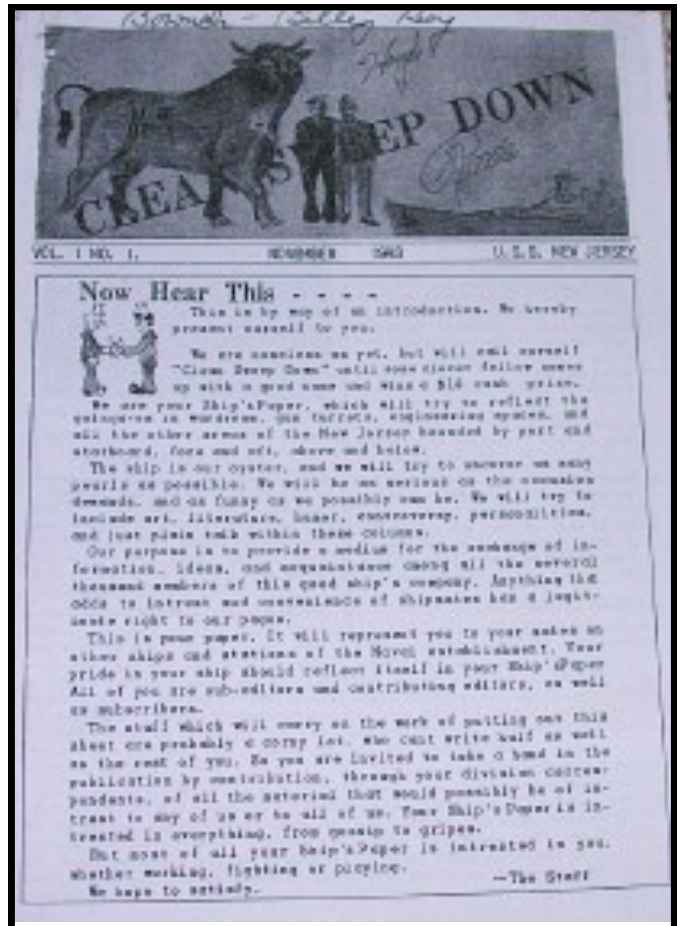 Billy
CLEAN SWEEP DOWN
VOL. 1 NO. 1. NOVEMBER 1943 U.S.S. NEW JERSEY
Now Hear This - - - -
This is by way of an introduction. We hereby
present ourself to you.
We are nameless as yet, but will call ourself
"Clean Sweep Down" until some clever fellow comes
up with a good name and wins a $10 cash prize.
We are your Ship's Paper, which will try to reflect the
goings-on in wardroom, gun turrets, engineering spaces, and
all the other areas of the New Jersey bounded by port and
starboard, fore and aft, above and below.
The ship is our oyster, and we will try to uncover as many
pearls as possible. We will be as serious as the occasion
demands, and as funny as we possibly can be. We will try to
include art, literature, humor, controversy, personalities,
and just plain talk within these columns.
Our purpose is to provide a medium for the exchange of in-
formation, ideas, and acquaintance among all the several
thousand members of this good ship's company. Anything that
adds to intrest and convenience of shipmates has a legit-
imate right to our pages.
This is your paper. It will represent you to your mates on
other ships and stations of the Naval establishment. Your
pride in your ship should reflect itself in your Ship'sPaper
All of you are sub-editors and contributing editors, as well
as subscribers.
The staff which will carry on the work of putting out this
sheet are probably a corny lot, who cant write half as well
as the rest of you. So you are invited to take a hand in the
publication by contribution, through your division corres-
pondents, of all the material that would possibly be of in-
trest to any of us or to all of us. Your Ship's Paper is in-
trested in everything, from gossip to gripes.
But most of all your Ship's Paper is intrested in you,
whether working, fighting or playing.
We hope to satisfy. —The Staff